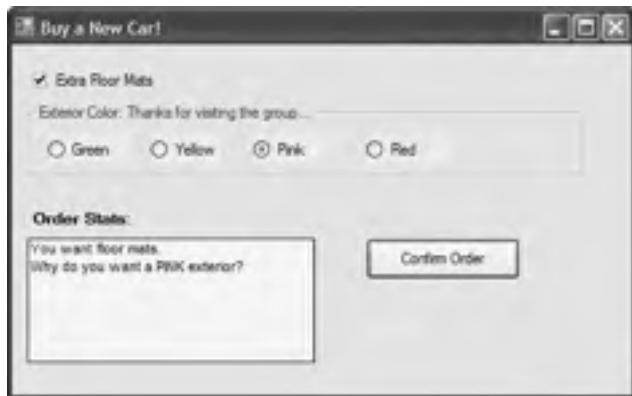 Buy a New Car!
Extra Floor Mats
Exterior Color: Thanks for visiting the group...
Green Yellow Pink Red
Order Stats:
You want floor mats.
Why do you want a PINK exterior?
Confirm Order